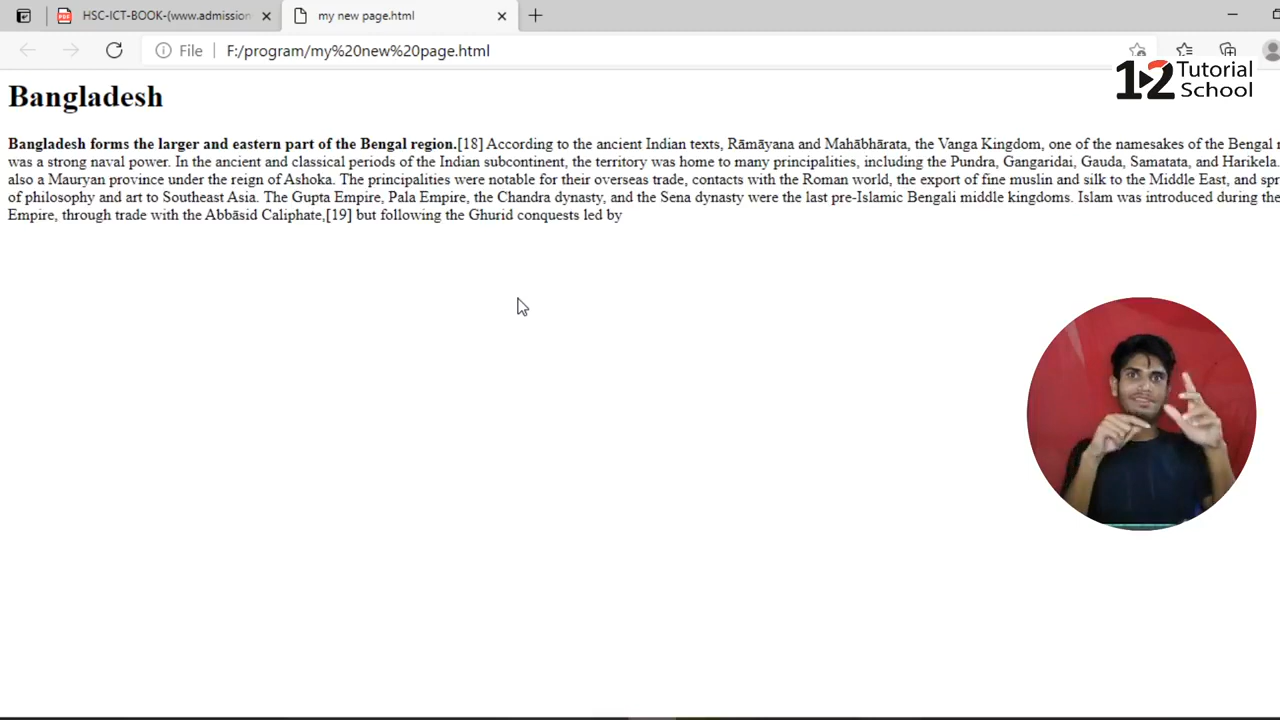 HSC-ICT-BOOK-(www.admission
my new page.html
File
F:/program/my%20new%20page.html
12 Tutorial
School
Bangladesh
Bangladesh forms the larger and eastern part of the Bengal region.[18] According to the ancient Indian texts, Rāmāyana and Mahābhārata, the Vanga Kingdom, one of the namesakes of the Bengal
was a strong naval power. In the ancient and classical periods of the Indian subcontinent, the territory was home to many principalities, including the Pundra, Gangaridai, Gauda, Samatata, and Harikela.
also a Mauryan province under the reign of Ashoka. The principalities were notable for their overseas trade, contacts with the Roman world, the export of fine muslin and silk to the Middle East, and spr
of philosophy and art to Southeast Asia. The Gupta Empire, Pala Empire, the Chandra dynasty, and the Sena dynasty were the last pre-Islamic Bengali middle kingdoms. Islam was introduced during the
Empire, through trade with the Abbāsid Caliphate,[19] but following the Ghurid conquests led by